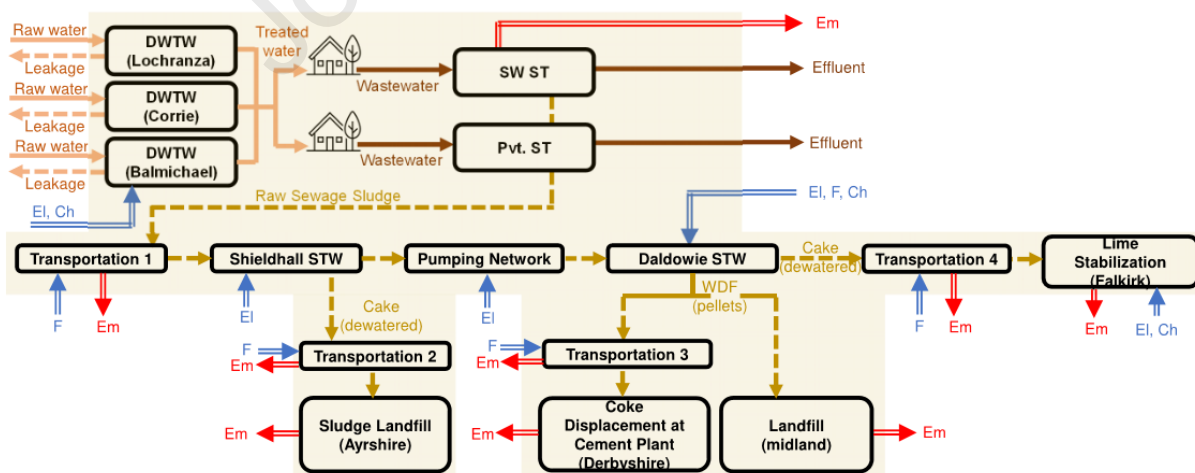 Raw water
Leakage
Raw water
Leakage
Raw water
Leakage
DWTW
(Lochranza)
DWTW
(Corrie)
DWTW
(Balmichael)
Treated
water
Wastewater
Wastewater
SW ST
Pvt. ST
Em
Effluent
Effluent
El, Ch
Raw Sewage Sludge
El, F, Ch
Transportation 1
Shieldhall STW
Pumping Network
Daldowie STW
Cake
(dewatered)
Transportation 4
Lime
Stabilization
(Falkirk)
F
Em
El
Cake
(dewatered)
El
WDF
(pellets)
F
Em
Em
El, Ch
F
Em
Transportation 2
F
Em
Transportation 3
Em
Sludge Landfill
(Ayrshire)
Em
Coke
Displacement at
Cement Plant
(Derbyshire)
Landfill
(midland)
Em